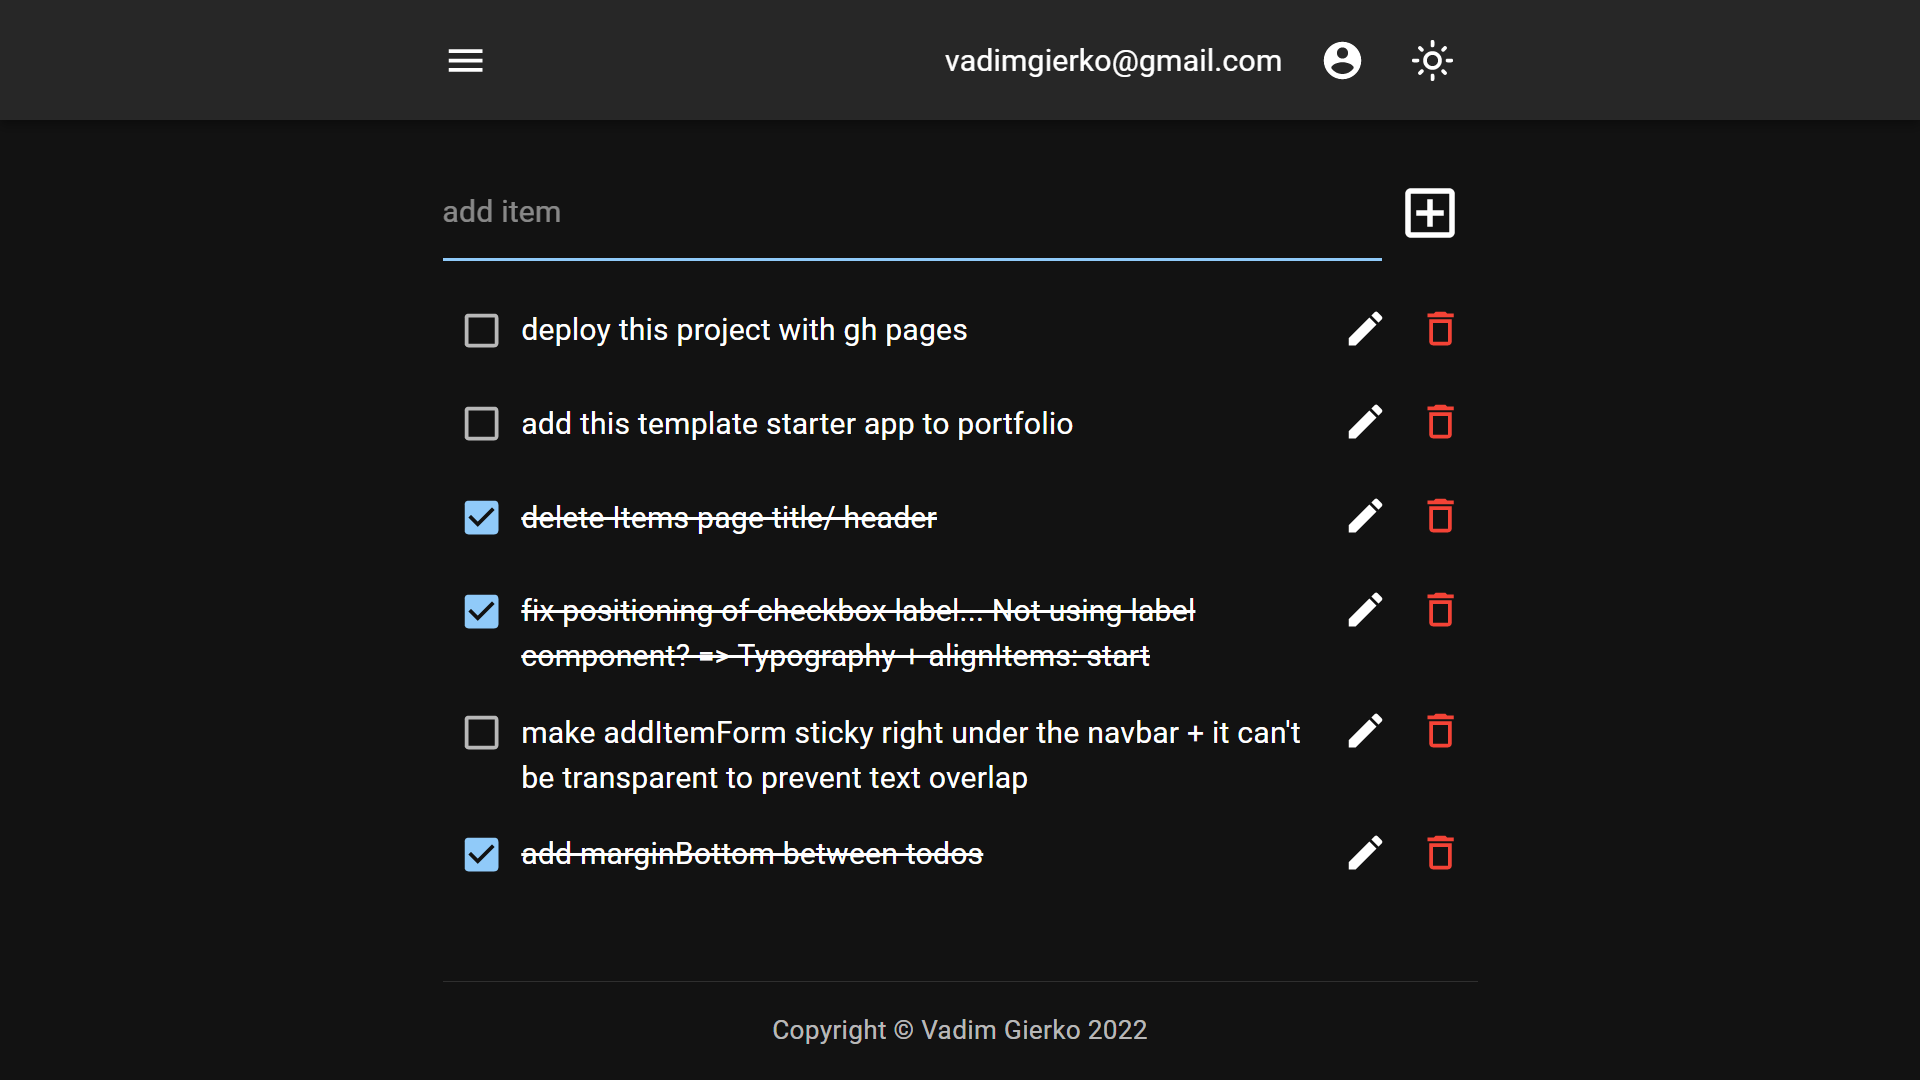 vadimgierko@gmail.com
add item
deploy this project with gh pages
add this template starter app to portfolio
delete Items page title/ header
fix positioning of checkbox label... Not using label
component? => Typography + alignItems: start
make addItemForm sticky right under the navbar + it can't
be transparent to prevent text overlap
add marginBottom between todos
Copyright © Vadim Gierko 2022